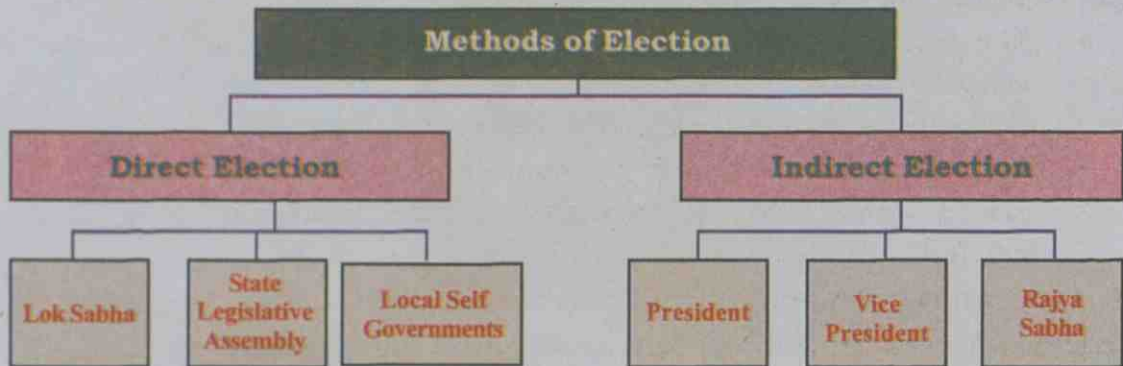 Methods of Election
Direct Election
Indirect Election
Lok Sabha
State
Legislative
Assembly
Local Self
Governments
President
Vice
President
Rajya
Sabha